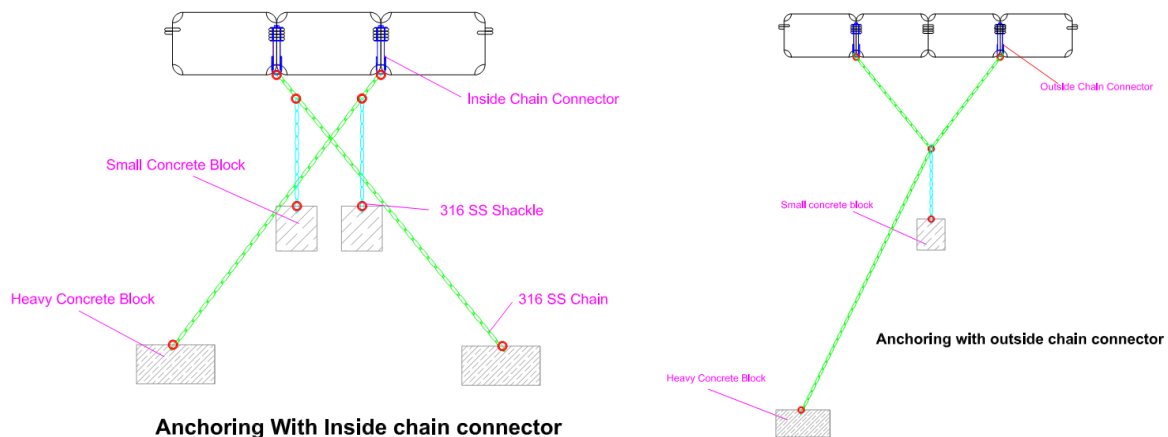 Inside Chain Connector
Small Concrete Block
316 SS Shackle
Heavy Concrete Block
316 SS Chain
Anchoring With Inside chain connector
Outside Chain Connector
Small concrete block
Anchoring with outside chain connector
Heavy Concrete Block